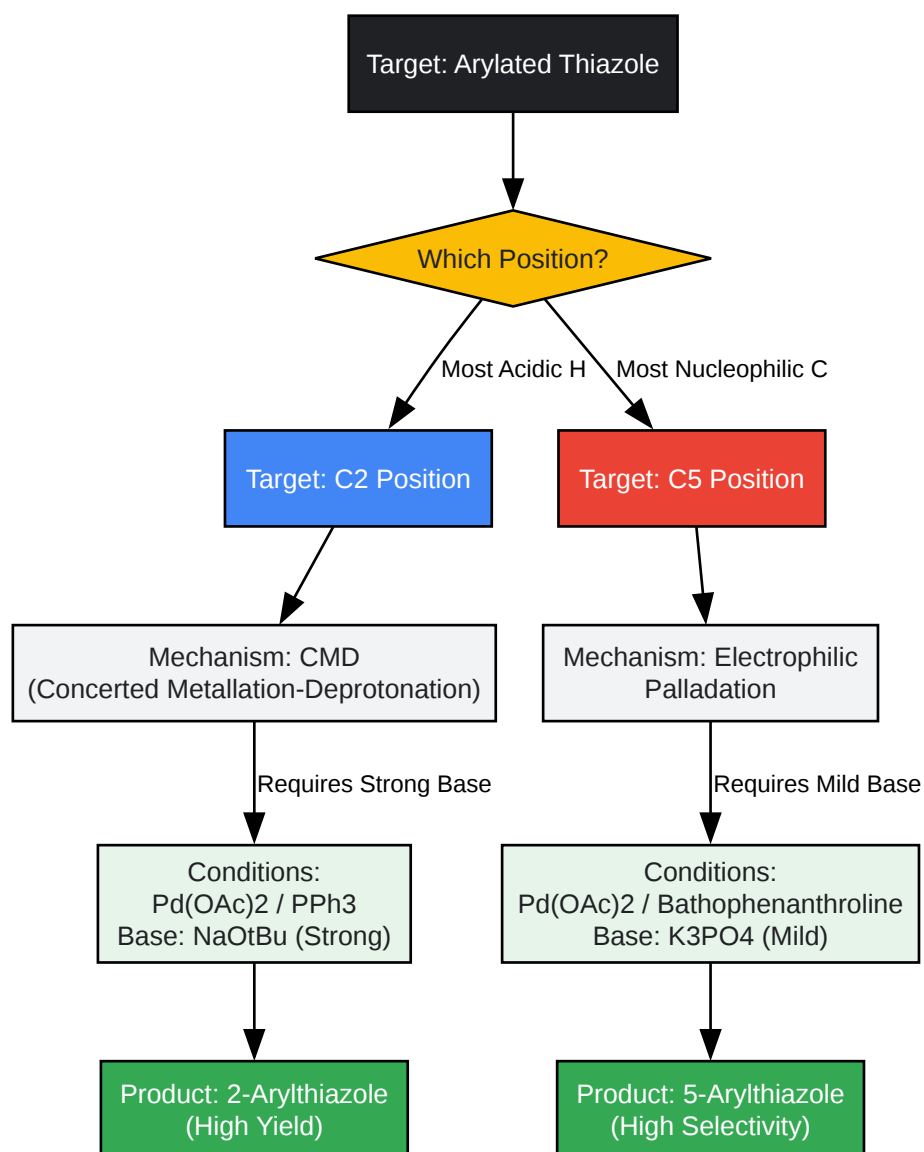 Target: Arylated Thiazole
Which Position?
Most Acidic H
Most Nucleophilic C
Target: C2 Position
Target: C5 Position
Mechanism: CMD
(Concerted Metallation-Deprotonation)
Mechanism: Electrophilic
Palladation
Requires Strong Base
Requires Mild Base
Conditions:
Pd(OAc)2 / PPh3
Base: NaOtBu (Strong)
Conditions:
Pd(OAc)2 / Bathophenanthroline
Base: K3PO4 (Mild)
Product: 2-Arylthiazole
(High Yield)
Product: 5-Arylthiazole
(High Selectivity)